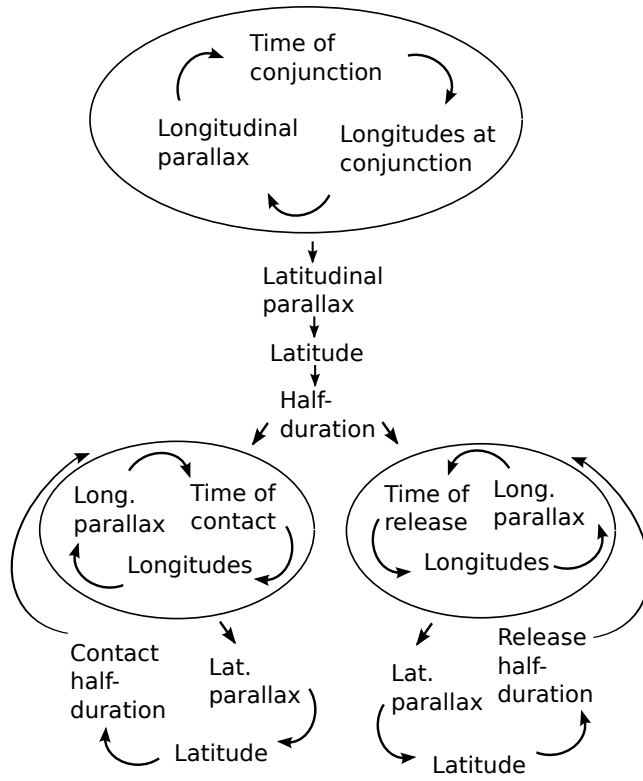 Time of
conjunction
Longitudinal
parallax
Longitudes at
conjunction
Latitudinal
parallax
Latitude
Half-
duration
Long.
parallax
Time of
contact
Longitudes
Time of
release
Long.
parallax
Longitudes
Contact
half-
duration
Lat.
parallax
Latitude
Lat.
parallax
Release
half-
duration
Latitude